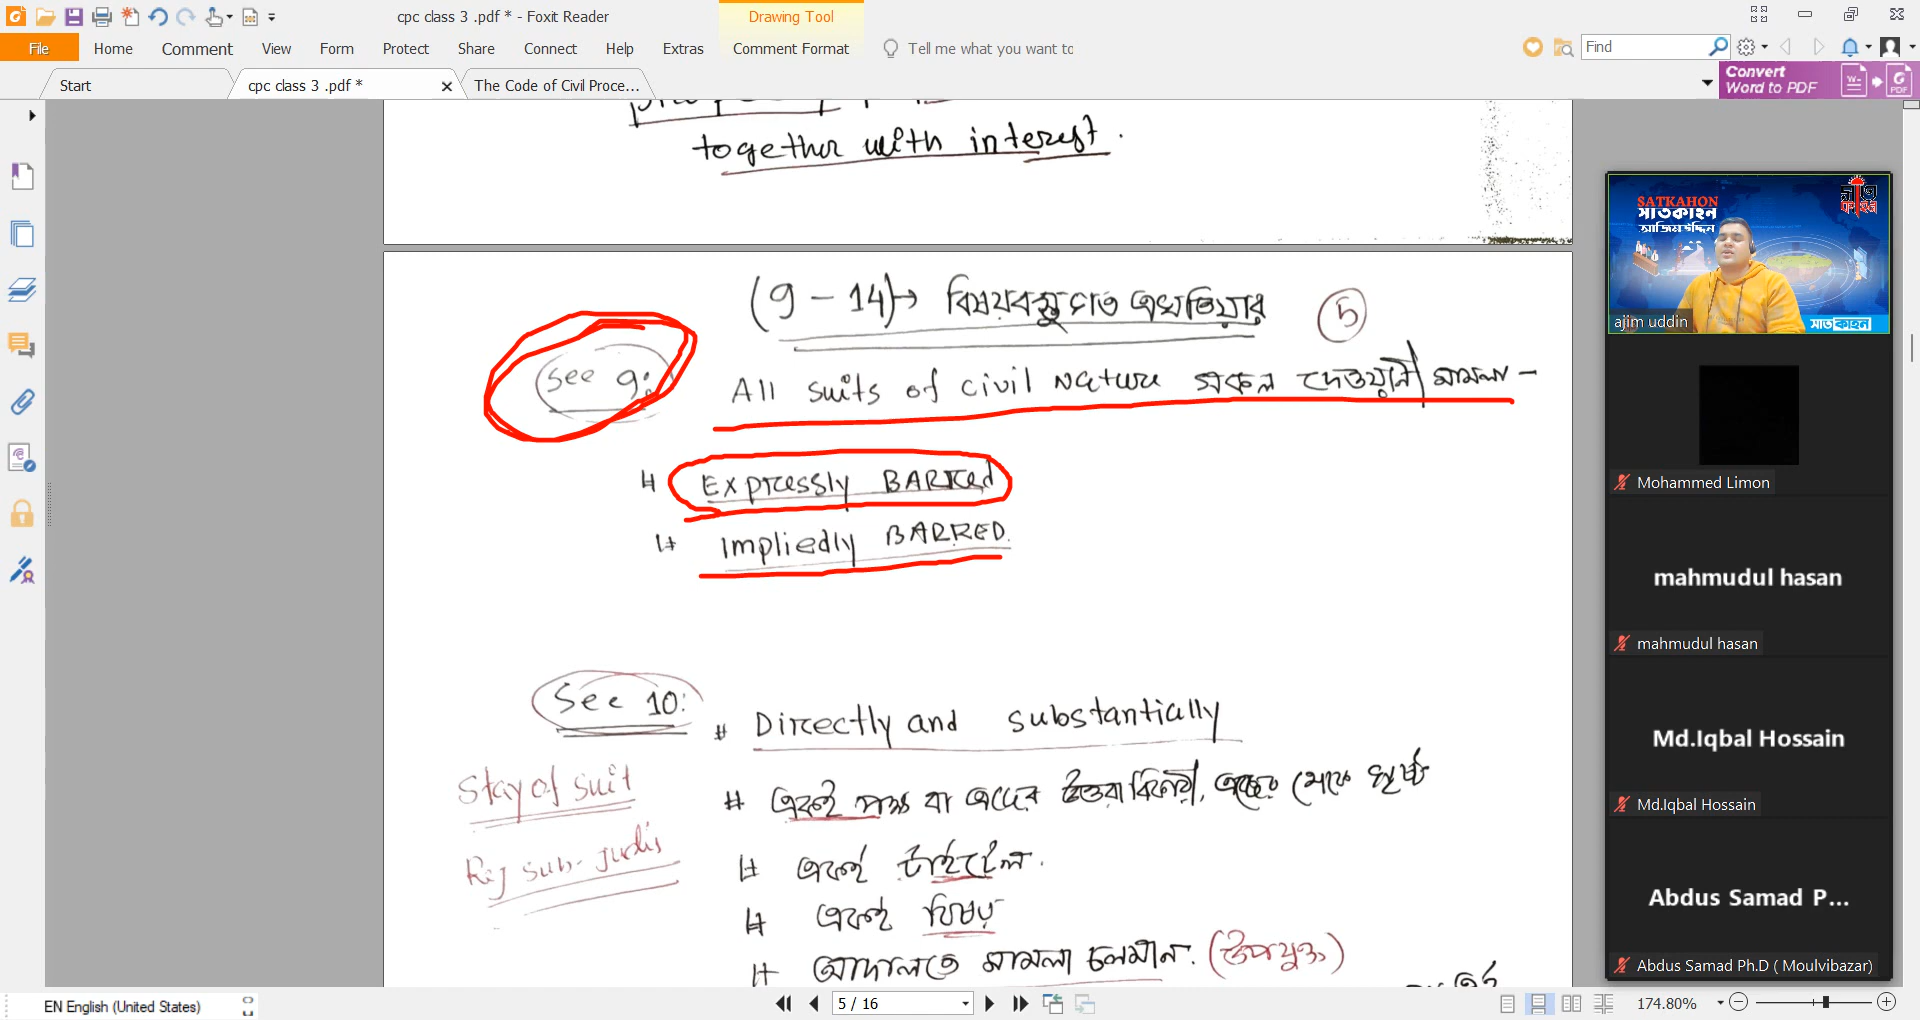 cpc class 3 .pdf * - Foxit Reader
Drawing Tool
File
Home
Comment
View
Form
Protect
Share
Connect
Help
Extras
Comment Format
Tell me what you want to
Find
Start
cpc class 3 .pdf *
The Code of Civil Proce...
Convert
Word to PDF
together with interest.
(9 - 14)→ বিষয়বস্তুগত এখতিয়ার
5
See 9:
All suits of civil Nature সকল দেওয়ানী মামলা -
Expressly BARRed
Impliedly BARRED.
See 10:
# Directly and substantially
Stay of suit
# একই পক্ষ বা এদের উত্তরাধিকারী,
Res sub-judis
একই টাইটেল.
একই বিষয়
আদালতে মামলা চলমান. (উপযুক্ত)
SATKAHON
সাতকাহন
আজিম উদ্দিন
ajim uddin
সাতকাহন
Mohammed Limon
mahmudul hasan
mahmudul hasan
Md.Iqbal Hossain
Md.Iqbal Hossain
Abdus Samad P...
Abdus Samad Ph.D ( Moulvibazar)
EN English (United States)
5 / 16
174.80%